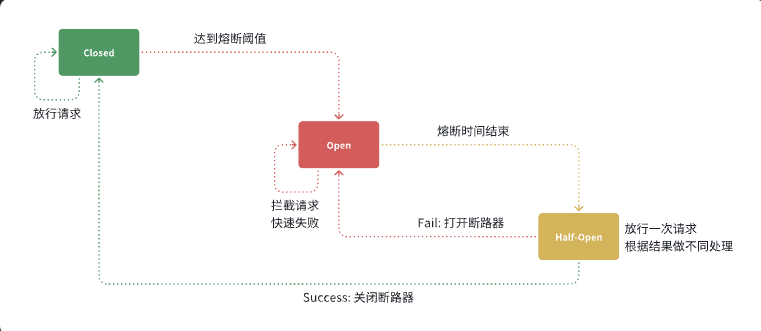 达到熔断阈值
Closed
放行请求
熔断时间结束
Open
拦截请求
快速失败
Fail: 打开断路器
Half-Open
放行一次请求
根据结果做不同处理
Success: 关闭断路器